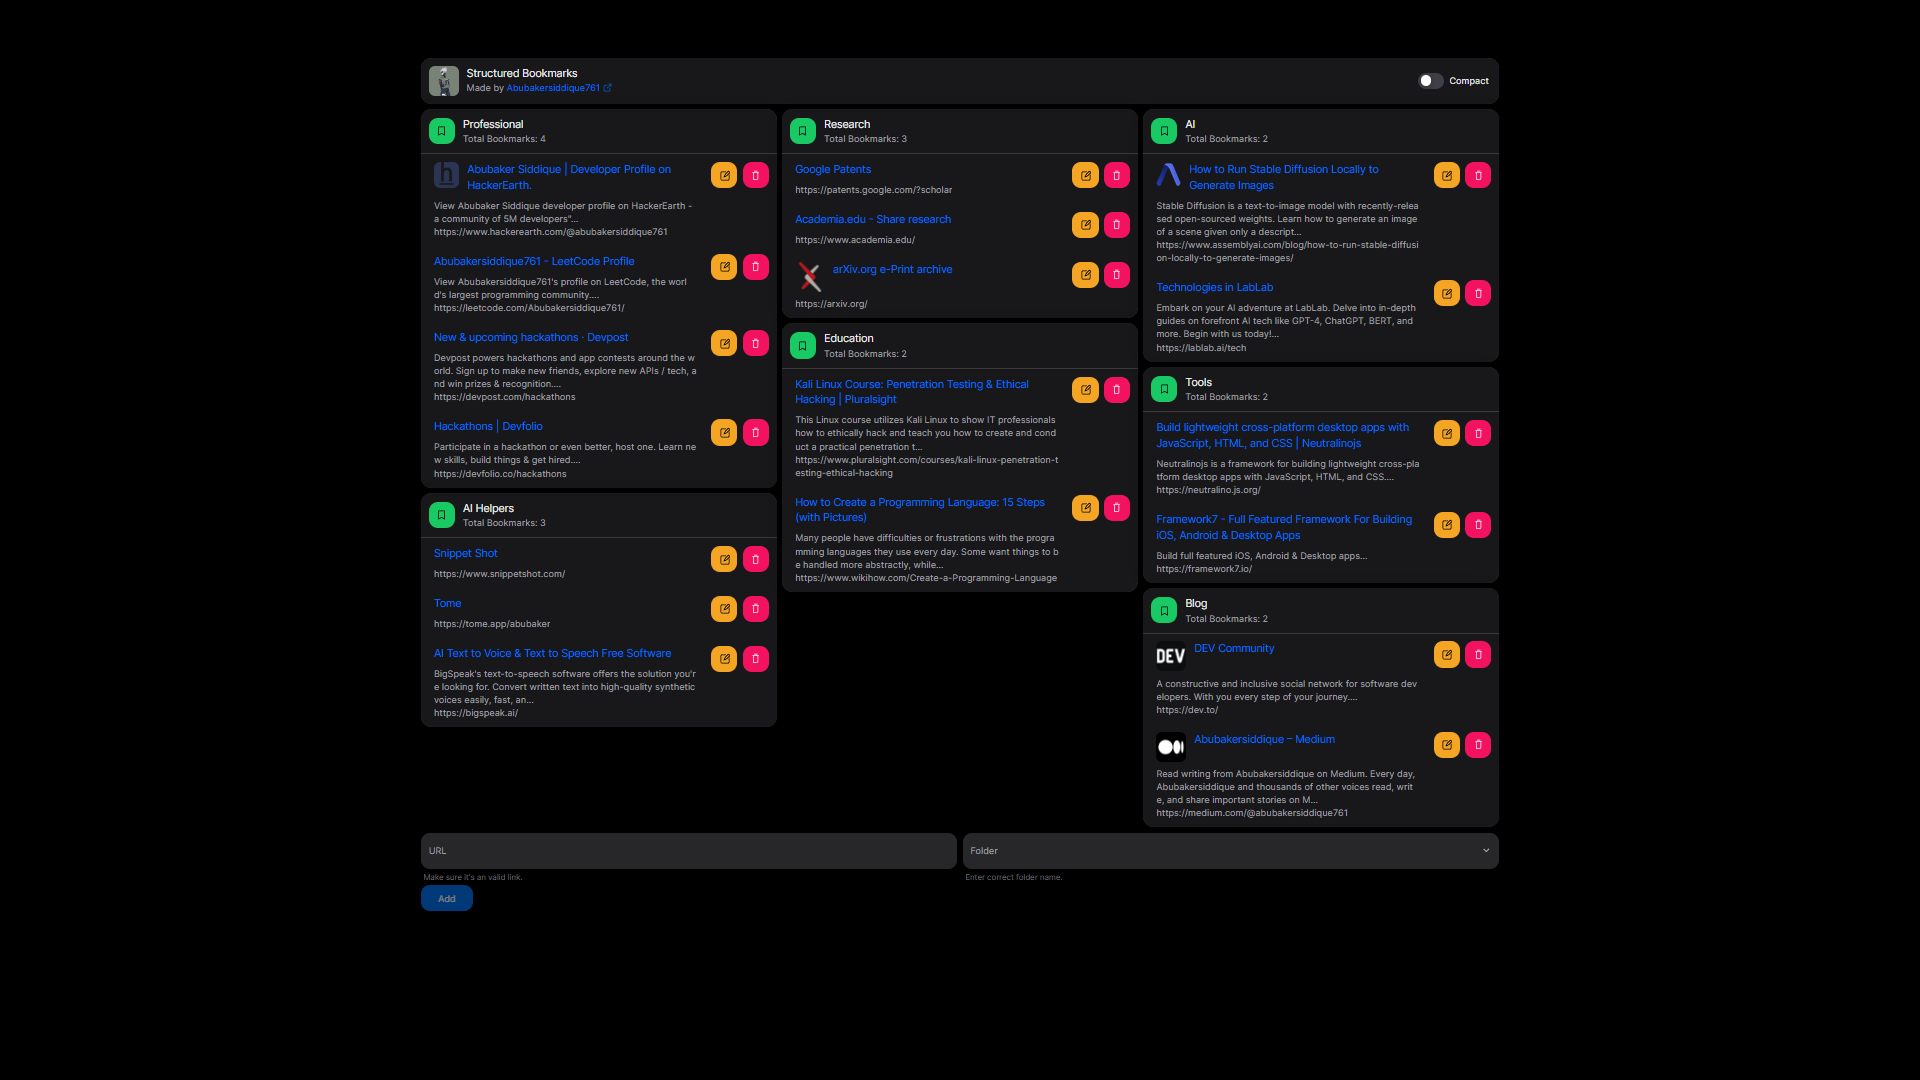 Structured Bookmarks
Made by Abubakersiddique761
Compact
Professional
Total Bookmarks: 4
Abubaker Siddique | Developer Profile on
HackerEarth.
View Abubaker Siddique developer profile on HackerEarth -
a community of 5M developers"...
https://www.hackerearth.com/@abubakersiddique761
Abubakersiddique761 - LeetCode Profile
View Abubakersiddique761's profile on LeetCode, the worl
d's largest programming community....
https://leetcode.com/Abubakersiddique761/
New & upcoming hackathons · Devpost
Devpost powers hackathons and app contests around the w
orld. Sign up to make new friends, explore new APIs / tech, a
nd win prizes & recognition....
https://devpost.com/hackathons
Hackathons | Devfolio
Participate in a hackathon or even better, host one. Learn ne
w skills, build things & get hired....
https://devfolio.co/hackathons
AI Helpers
Total Bookmarks: 3
Snippet Shot
https://www.snippetshot.com/
Tome
https://tome.app/abubaker
AI Text to Voice & Text to Speech Free Software
BigSpeak's text-to-speech software offers the solution you'r
e looking for. Convert written text into high-quality synthetic
voices easily, fast, an...
https://bigspeak.ai/
Research
Total Bookmarks: 3
Google Patents
https://patents.google.com/?scholar
Academia.edu - Share research
https://www.academia.edu/
arXiv.org e-Print archive
https://arxiv.org/
Education
Total Bookmarks: 2
Kali Linux Course: Penetration Testing & Ethical
Hacking | Pluralsight
This Linux course utilizes Kali Linux to show IT professionals
how to ethically hack and teach you how to create and cond
uct a practical penetration t...
https://www.pluralsight.com/courses/kali-linux-penetration-t
esting-ethical-hacking
How to Create a Programming Language: 15 Steps
(with Pictures)
Many people have difficulties or frustrations with the progra
mming languages they use every day. Some want things to b
e handled more abstractly, while...
https://www.wikihow.com/Create-a-Programming-Language
AI
Total Bookmarks: 2
How to Run Stable Diffusion Locally to
Generate Images
Stable Diffusion is a text-to-image model with recently-relea
sed open-sourced weights. Learn how to generate an image
of a scene given only a descript...
https://www.assemblyai.com/blog/how-to-run-stable-diffusi
on-locally-to-generate-images/
Technologies in LabLab
Embark on your AI adventure at LabLab. Delve into in-depth
guides on forefront AI tech like GPT-4, ChatGPT, BERT, and
more. Begin with us today!...
https://lablab.ai/tech
Tools
Total Bookmarks: 2
Build lightweight cross-platform desktop apps with
JavaScript, HTML, and CSS | Neutralinojs
Neutralinojs is a framework for building lightweight cross-pla
tform desktop apps with JavaScript, HTML, and CSS....
https://neutralino.js.org/
Framework7 - Full Featured Framework For Building
iOS, Android & Desktop Apps
Build full featured iOS, Android & Desktop apps...
https://framework7.io/
Blog
Total Bookmarks: 2
DEV
DEV Community
A constructive and inclusive social network for software dev
elopers. With you every step of your journey....
https://dev.to/
Abubakersiddique – Medium
Read writing from Abubakersiddique on Medium. Every day,
Abubakersiddique and thousands of other voices read, writ
e, and share important stories on M...
https://medium.com/@abubakersiddique761
URL
Make sure it's an valid link.
Folder
Enter correct folder name.
Add